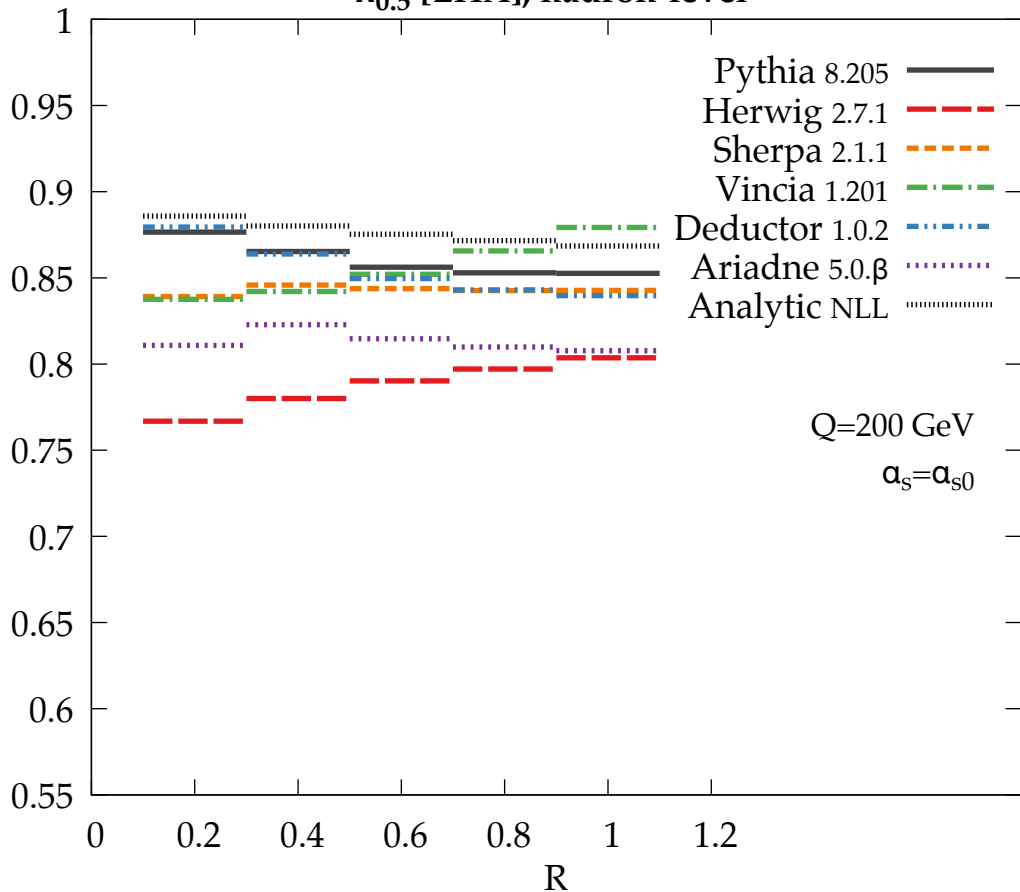 1
0.95
0.9
0.85
0.8
0.75
0.7
0.65
0.6
0.55
0 0.2 0.4 0.6 0.8 1 1.2
R
Pythia 8.205
Herwig 2.7.1
Sherpa 2.1.1
Vincia 1.201
Deductor 1.0.2
Ariadne 5.0.β
Analytic NLL
Q=200 GeV
αs=αs0